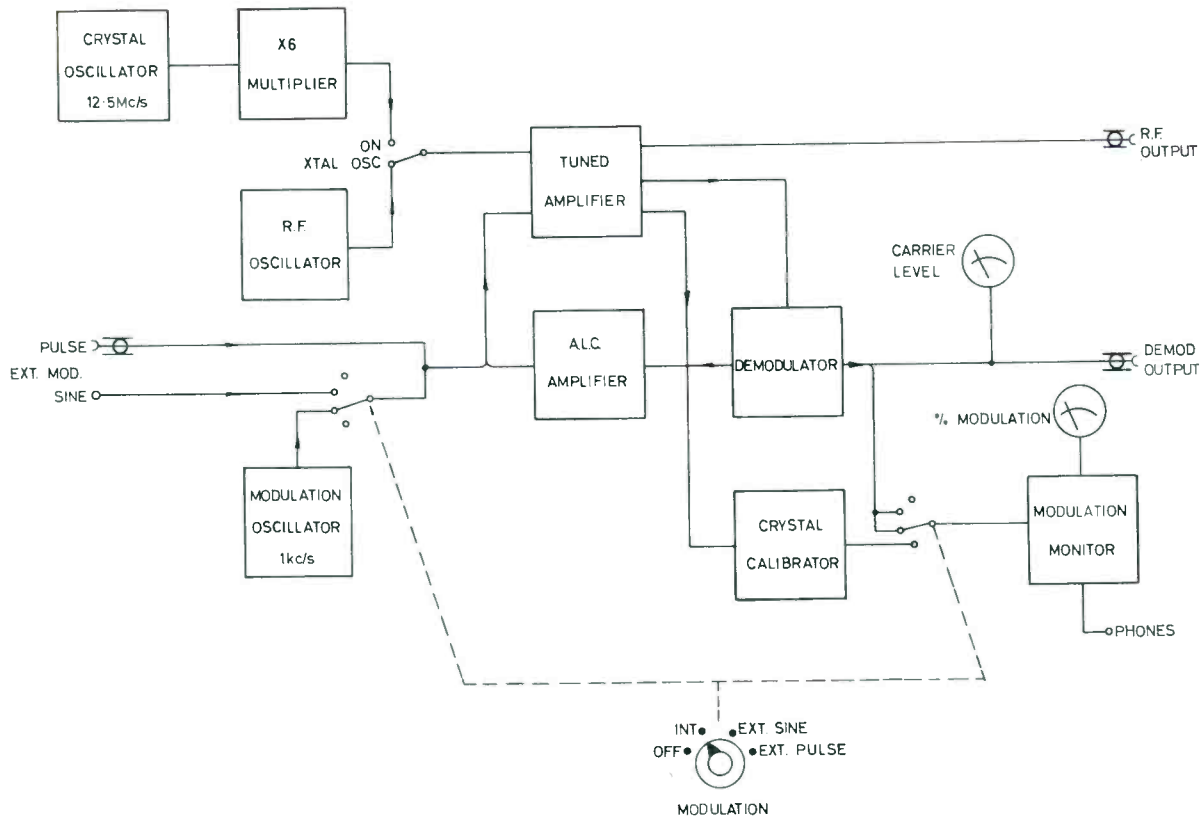 CRYSTAL
OSCILLATOR
12·5Mc/s
X6
MULTIPLIER
ON
XTAL OSC
R.F.
OSCILLATOR
TUNED
AMPLIFIER
R.F.
OUTPUT
CARRIER
LEVEL
PULSE
EXT. MOD.
SINE
A.L.C.
AMPLIFIER
DEMODULATOR
DEMOD
OUTPUT
% MODULATION
MODULATION
OSCILLATOR
1kc/s
CRYSTAL
CALIBRATOR
MODULATION
MONITOR
PHONES
INT
EXT. SINE
OFF
EXT. PULSE
MODULATION